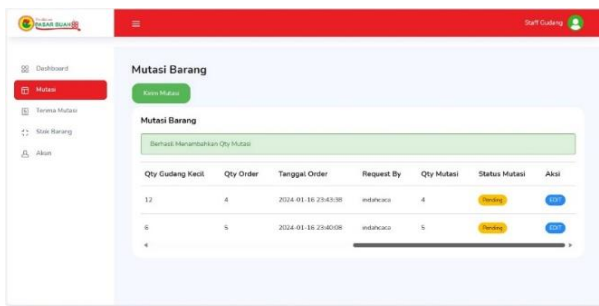 PASAR BUAH
Staff Gudang
Dashboard
Mutasi
Terima Mutasi
Stok Barang
Akun
Mutasi Barang
Kirim Mutasi
Mutasi Barang
Berhasil Menambahkan Qty Mutasi
Qty Gudang Kecil Qty Order Tanggal Order Request By Qty Mutasi Status Mutasi Aksi
12 4 2024-01-16 23:43:38 indahcaca 4 Pending EDIT
6 5 2024-01-16 23:40:08 indahcaca 5 Pending EDIT